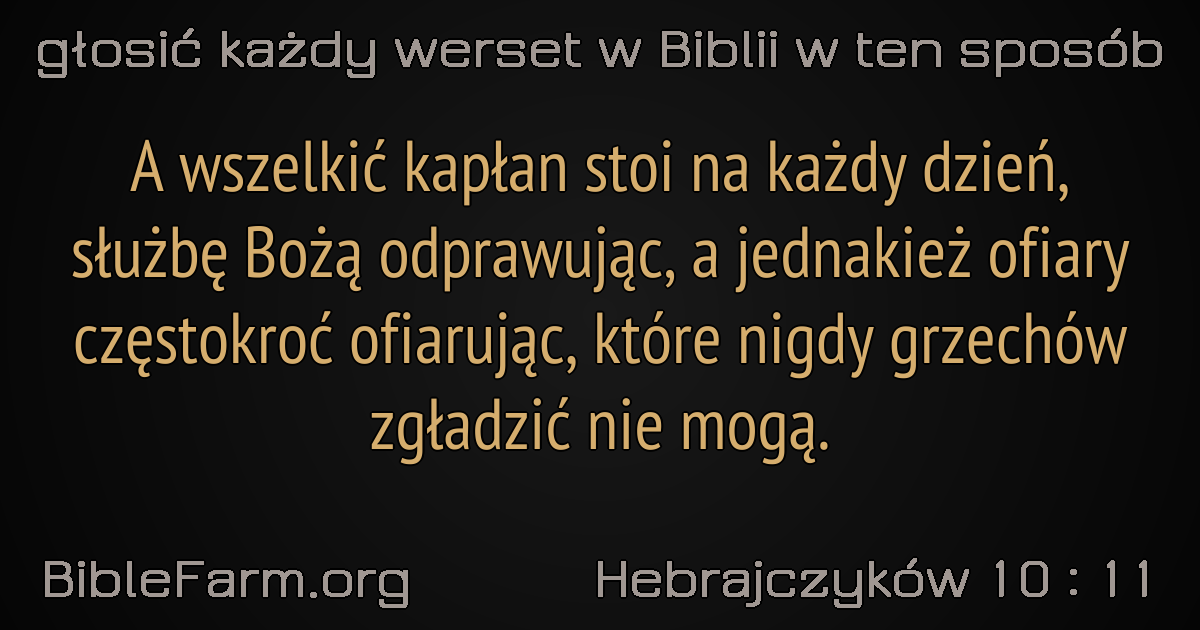 głosić każdy werset w Biblii w ten sposób
A wszelkić kapłan stoi na każdy dzień,
służbę Bożą odprawując, a jednakież ofiary
częstokroć ofiarując, które nigdy grzechów
zgładzić nie mogą.
BibleFarm.org
Hebrajczyków 10 : 11